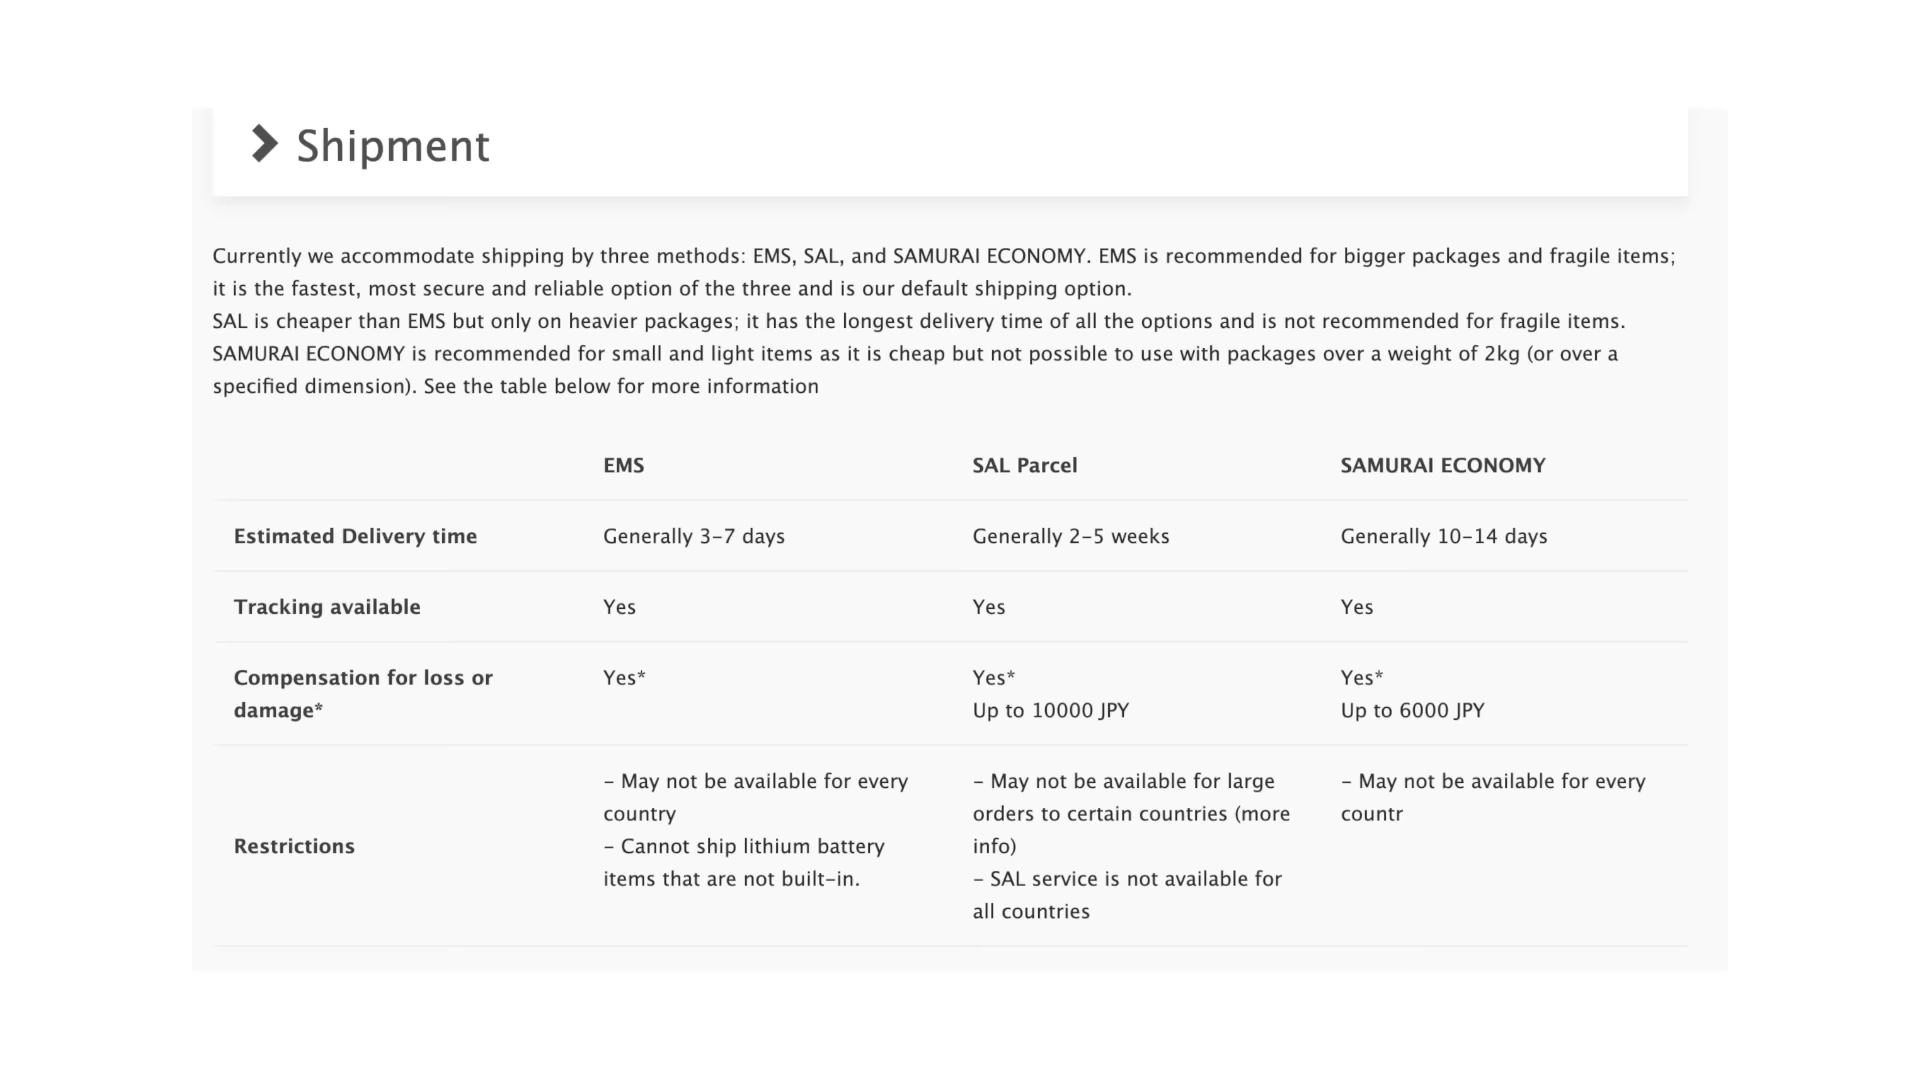 Shipment
Currently we accommodate shipping by three methods: EMS, SAL, and SAMURAI ECONOMY. EMS is recommended for bigger packages and fragile items;
it is the fastest, most secure and reliable option of the three and is our default shipping option.
SAL is cheaper than EMS but only on heavier packages; it has the longest delivery time of all the options and is not recommended for fragile items.
SAMURAI ECONOMY is recommended for small and light items as it is cheap but not possible to use with packages over a weight of 2kg (or over a
specified dimension). See the table below for more information
EMS SAL Parcel SAMURAI ECONOMY
Estimated Delivery time Generally 3–7 days Generally 2–5 weeks Generally 10–14 days
Tracking available Yes Yes Yes
Compensation for loss or damage* Yes* Yes* Up to 10000 JPY Yes* Up to 6000 JPY
Restrictions
– May not be available for every
country
– Cannot ship lithium battery
items that are not built–in.
– May not be available for large
orders to certain countries (more
info)
– SAL service is not available for
all countries
– May not be available for every
countr